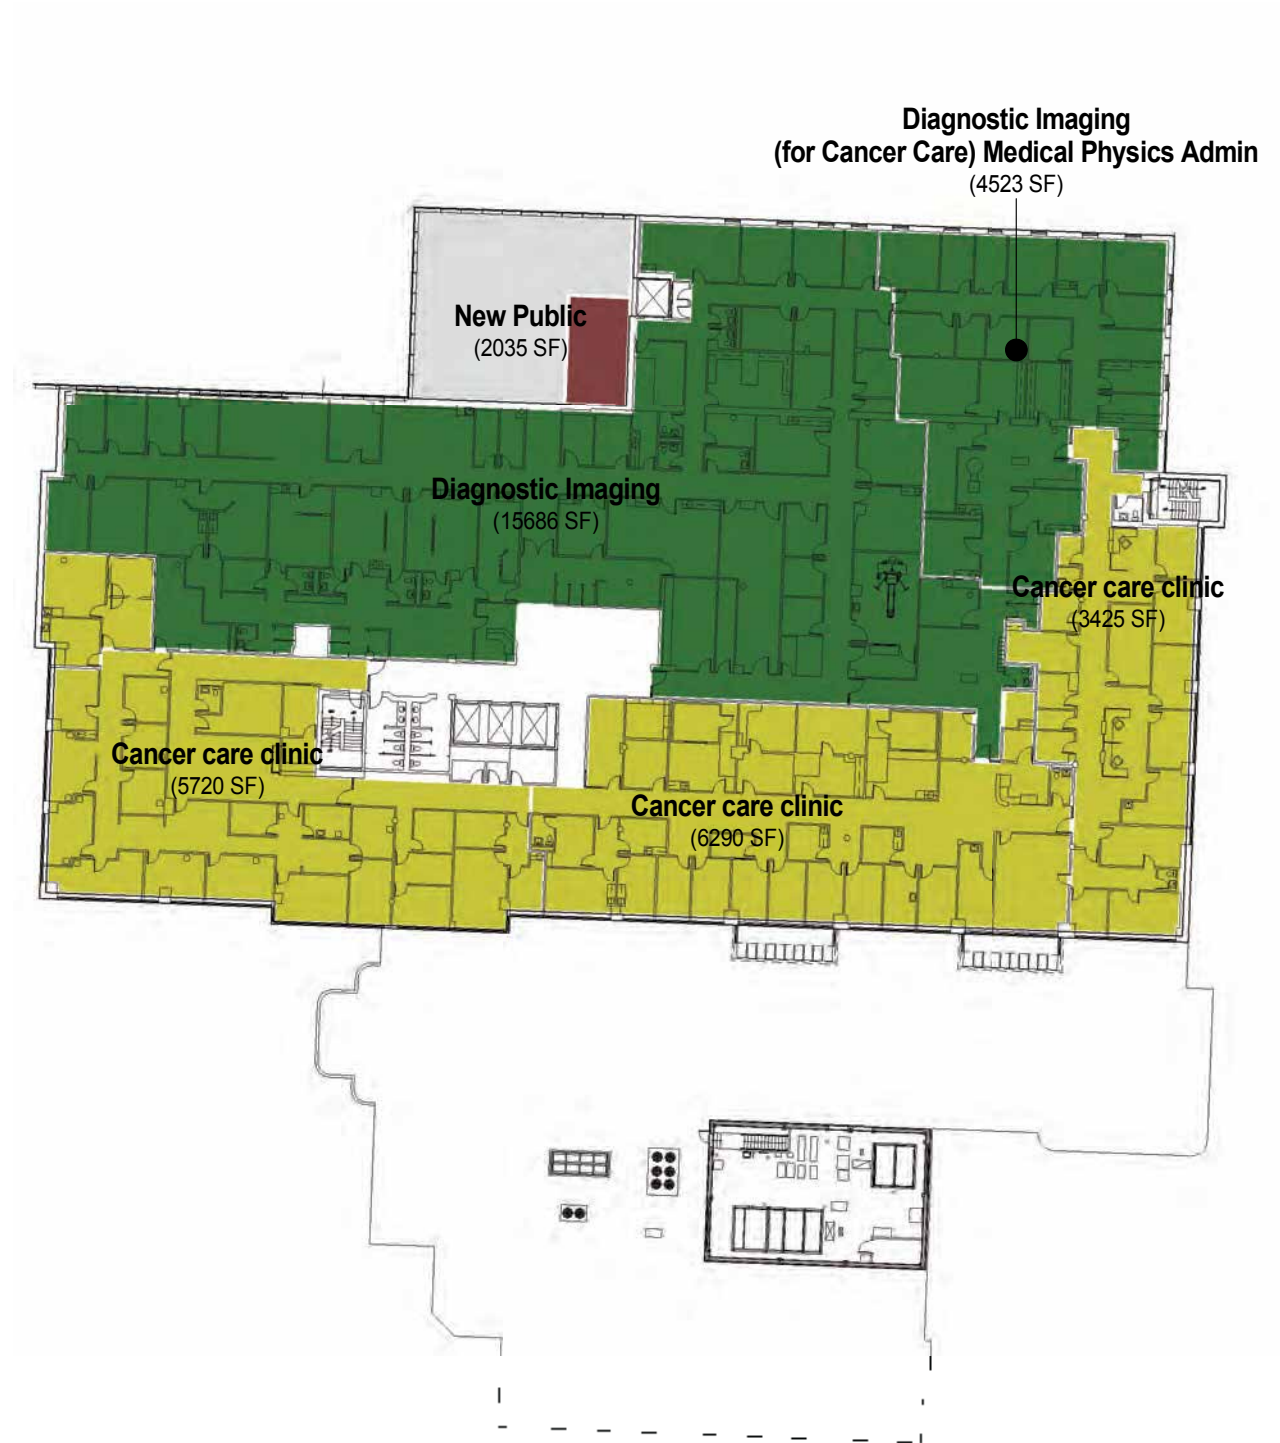 Diagnostic Imaging
(for Cancer Care) Medical Physics Admin
(4523 SF)
New Public
(2035 SF)
Diagnostic Imaging
(15686 SF)
Cancer care clinic
(3425 SF)
Cancer care clinic
(5720 SF)
Cancer care clinic
(6290 SF)